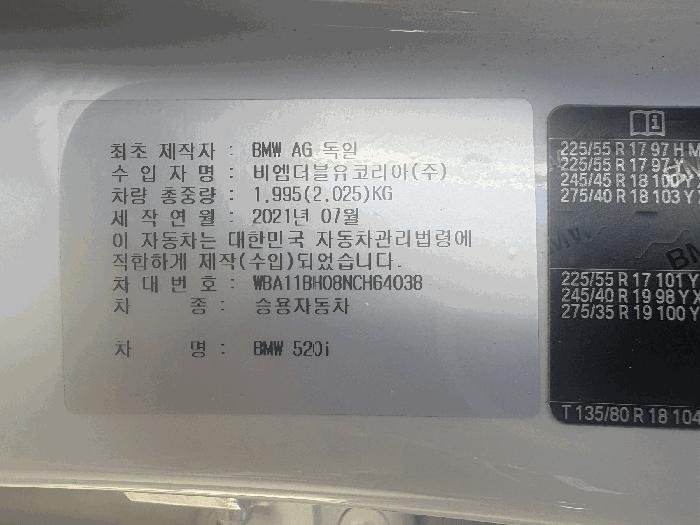 최초 제작자 : BMW AG 독일
수 입 자 명 : 비엠더블유코리아(주)
차량 총중량 : 1.995(2.025)KG
제 작 연 월 : 2021년 07월
이 자동차는 대한민국 자동차관리법령에
적합하게 제작(수입)되었습니다.
차 대 번 호 : WBA11BH08NCH64038
차 종 : 승용자동차
차 명 : BMW 520i
225/55 R 17 97 H M
225/55 R 17 97 Y
245/45 R 18 100 Y
275/40 R 18 103 Y
225/55 R 17 101 Y
245/40 R 19 98 Y
275/35 R 19 100 Y
T 135/80 R 18 104